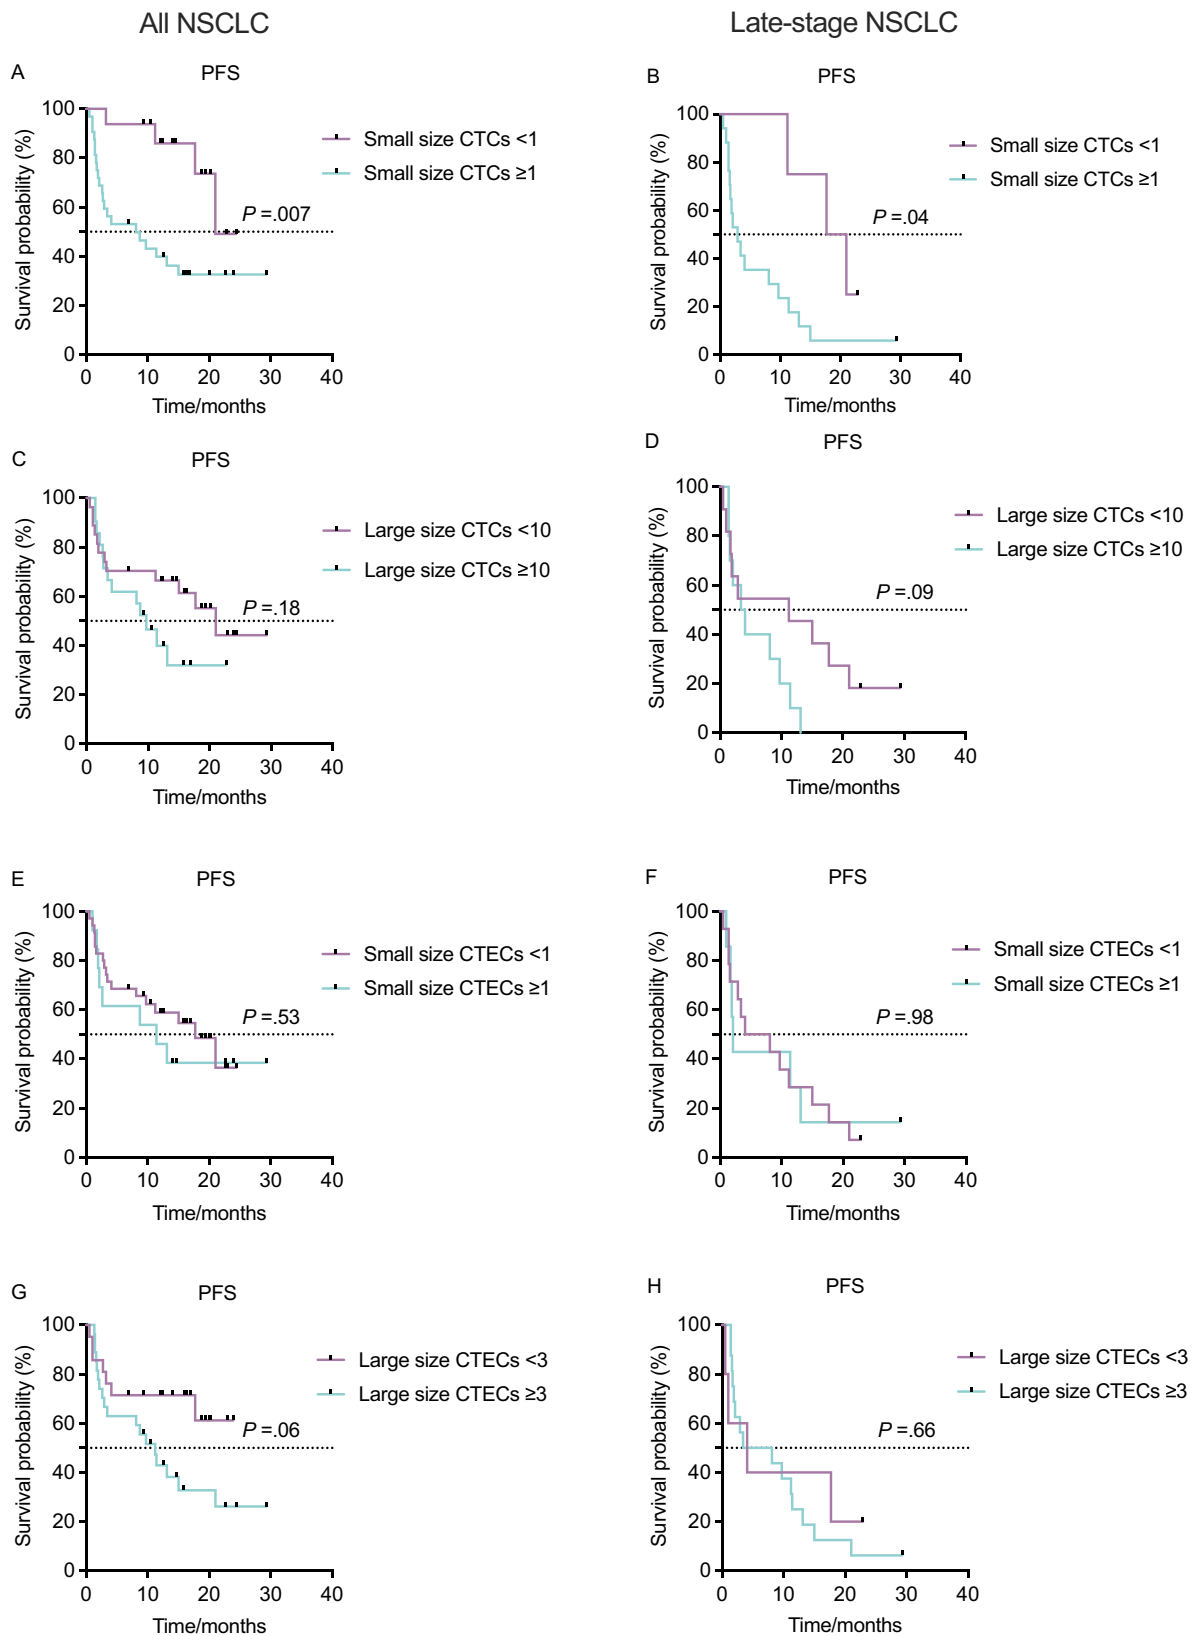 All NSCLC
Late-stage NSCLC
A
PFS
Survival probability (%)
100
80
60
40
20
0
0 10 20 30 40
Time/months
Small size CTCs <1
Small size CTCs ≥1
P =.007
B
PFS
Survival probability (%)
100
80
60
40
20
0
0 10 20 30 40
Time/months
Small size CTCs <1
Small size CTCs ≥1
P =.04
C
PFS
Survival probability (%)
100
80
60
40
20
0
0 10 20 30 40
Time/months
Large size CTCs <10
Large size CTCs ≥10
P =.18
D
PFS
Survival probability (%)
100
80
60
40
20
0
0 10 20 30 40
Time/months
Large size CTCs <10
Large size CTCs ≥10
P =.09
E
PFS
Survival probability (%)
100
80
60
40
20
0
0 10 20 30 40
Time/months
Small size CTECs <1
Small size CTECs ≥1
P =.53
F
PFS
Survival probability (%)
100
80
60
40
20
0
0 10 20 30 40
Time/months
Small size CTECs <1
Small size CTECs ≥1
P =.98
G
PFS
Survival probability (%)
100
80
60
40
20
0
0 10 20 30 40
Time/months
Large size CTECs <3
Large size CTECs ≥3
P =.06
H
PFS
Survival probability (%)
100
80
60
40
20
0
0 10 20 30 40
Time/months
Large size CTECs <3
Large size CTECs ≥3
P =.66